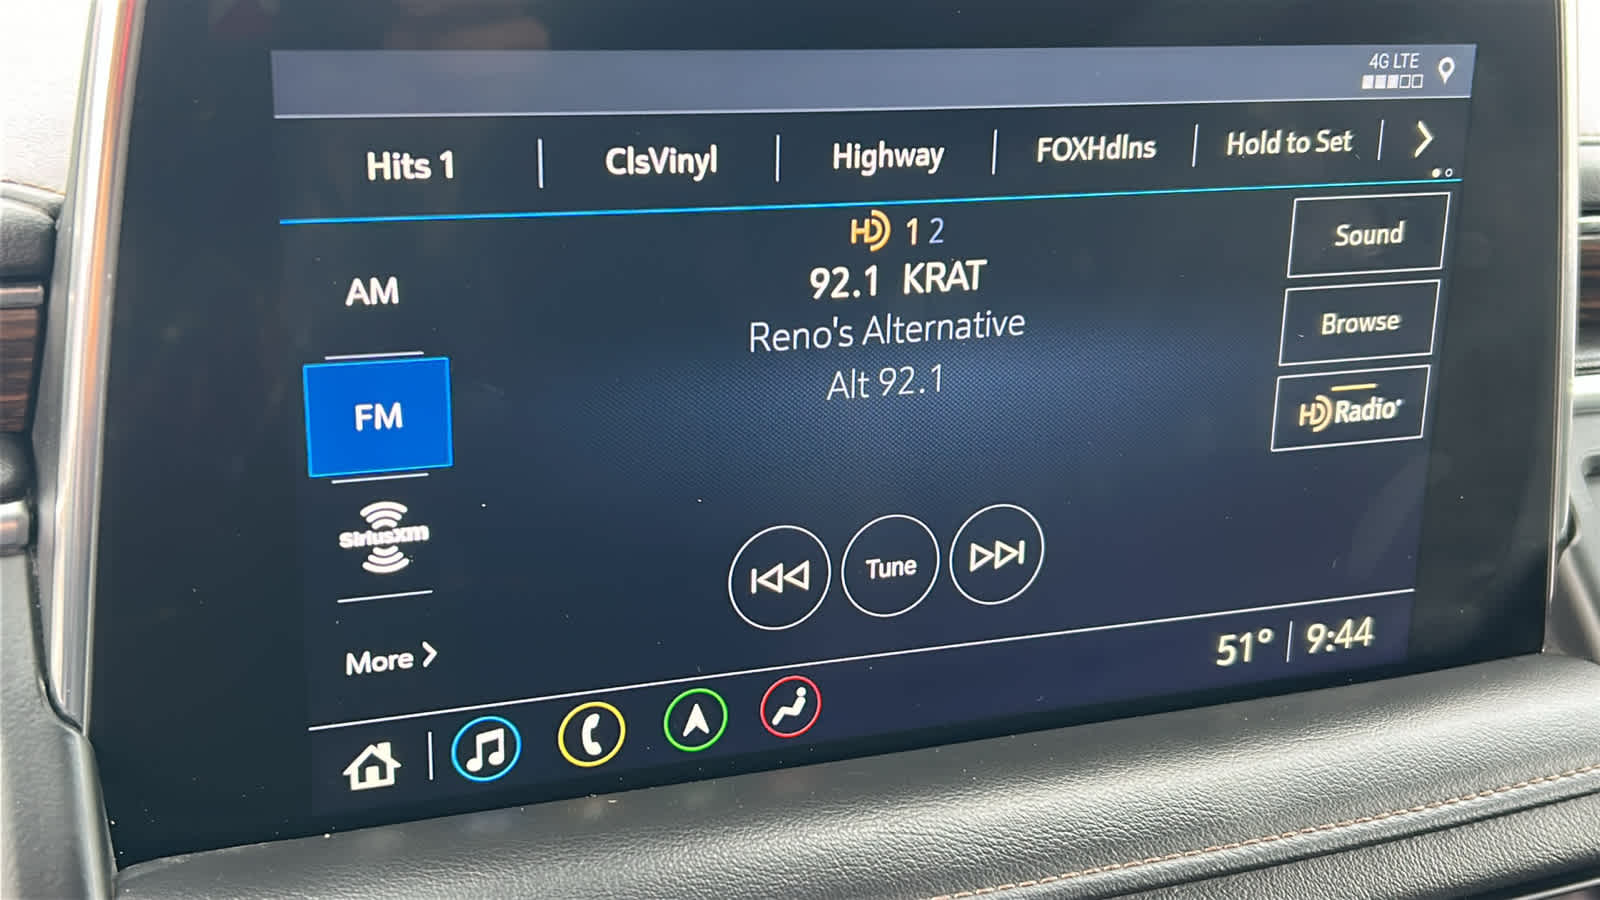 4G LTE
Hits 1 ClsVinyl Highway FOXHdlns Hold to Set
HD 1 2
92.1 KRAT
Reno's Alternative
Alt 92.1
AM
FM
SiriusXM
More
Sound
Browse
HD Radio
Tune
51° 9:44